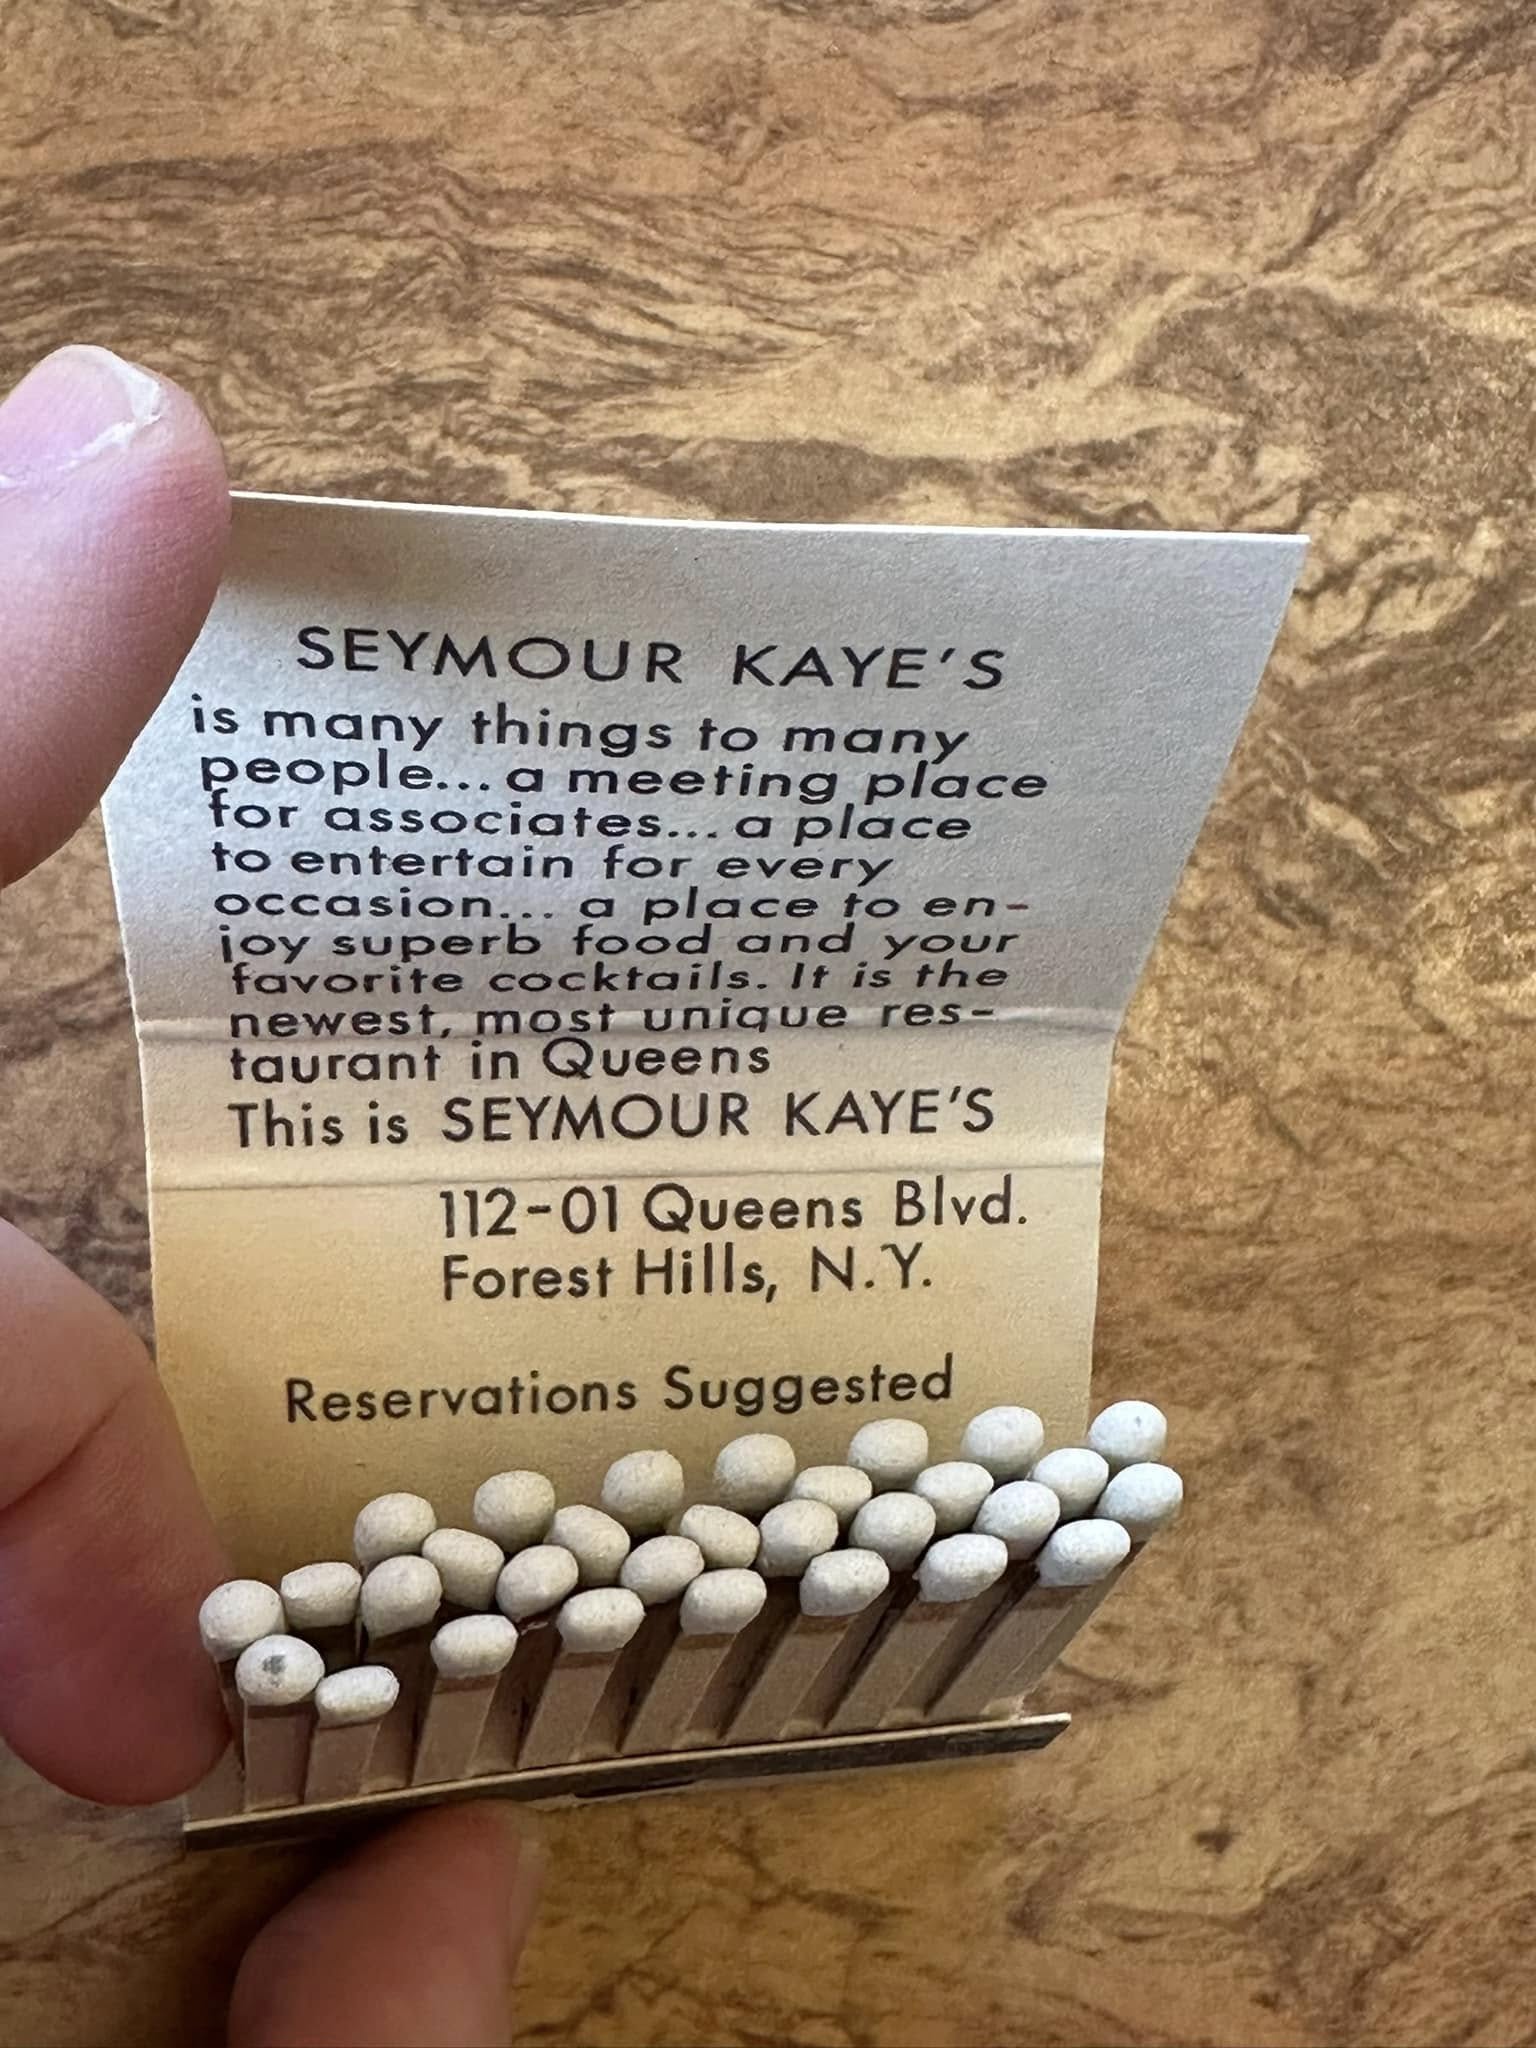 SEYMOUR KAYE'S
is many things to many
people... a meeting place
for associates... a place
to entertain for every
occasion... a place to en-
joy superb food and your
favorite cocktails. It is the
newest, most unique res-
taurant in Queens
This is SEYMOUR KAYE'S
112-01 Queens Blvd.
Forest Hills, N.Y.
Reservations Suggested